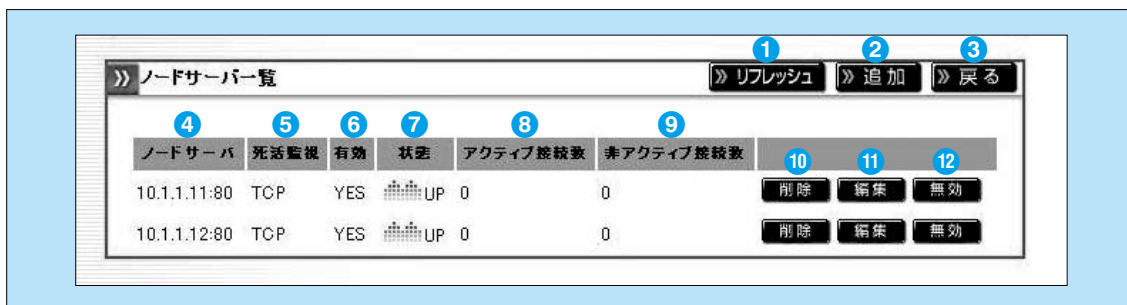 1 2 3
» ノードサーバ一覧 » リフレッシュ » 追加 » 戻る
4 5 6 7 8 9
ノードサーバ 死活監視 有効 状態 アクティブ接続数 非アクティブ接続数
10 11 12
10.1.1.11:80 TCP YES UP 0 0 削除 編集 無効
10.1.1.12:80 TCP YES UP 0 0 削除 編集 無効